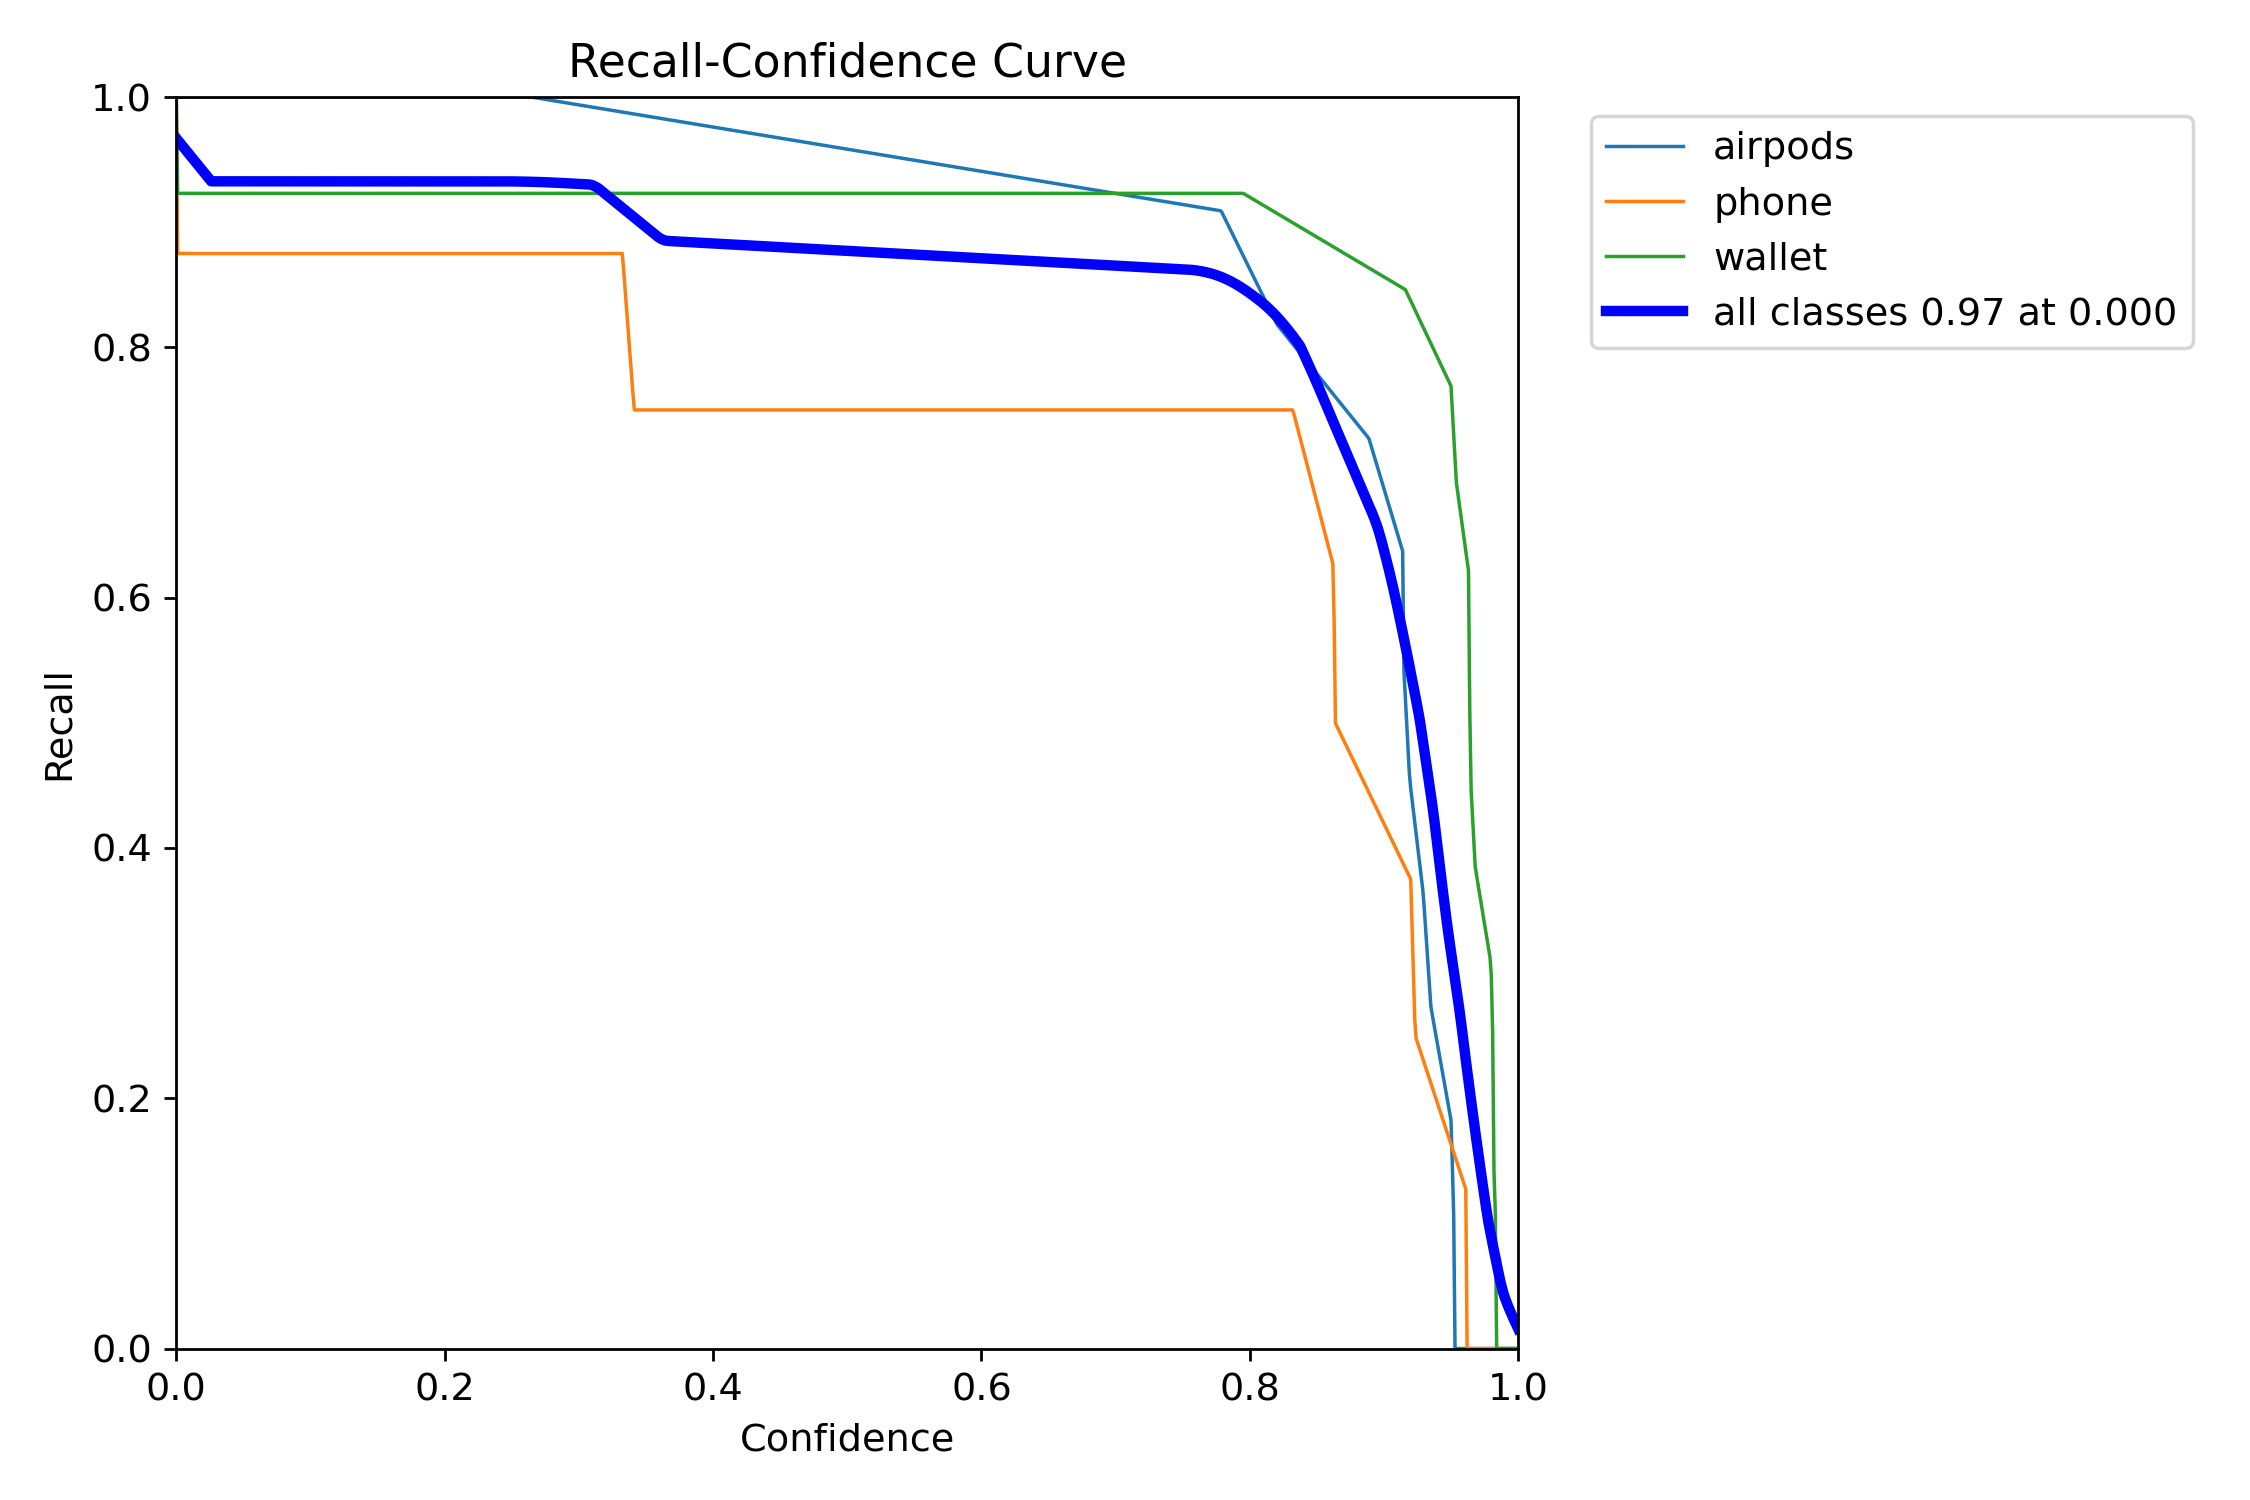 Recall-Confidence Curve
1.0
0.8
0.6
0.4
0.2
0.0
Recall
0.0 0.2 0.4 0.6 0.8 1.0
Confidence
airpods
phone
wallet
all classes 0.97 at 0.000